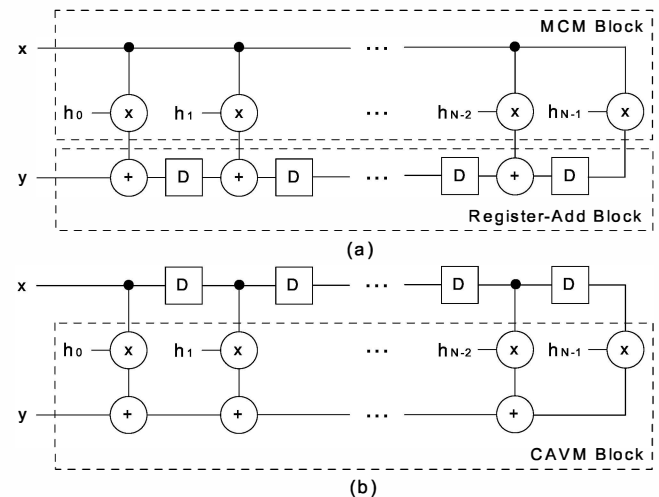 MCM Block
x
h0 x h1 x ... hN-2 x hN-1 x
...
y + D + D ... D + D
Register-Add Block
(a)
x D D ... D D
h0 x h1 x ... hN-2 x hN-1 x
y + + ... +
CAVM Block
(b)